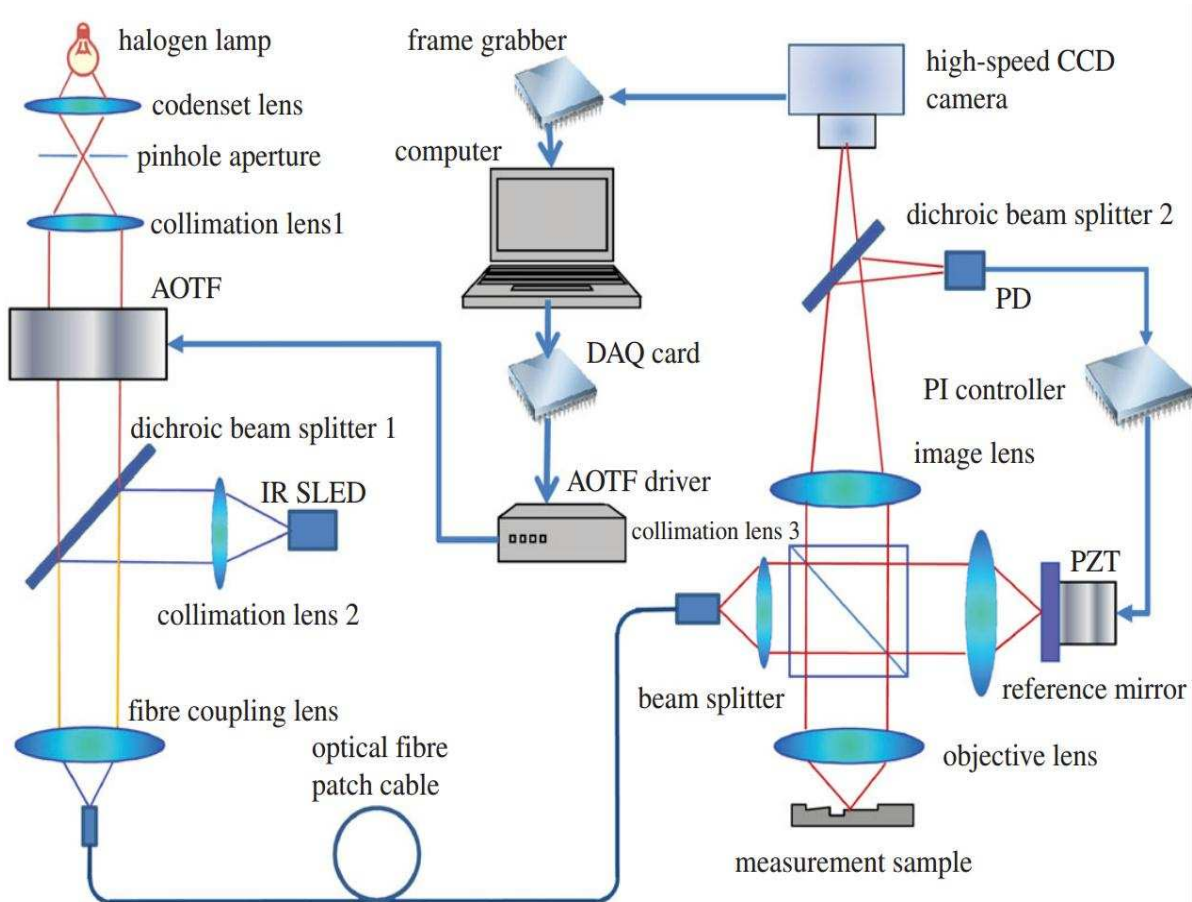 halogen lamp
codenset lens
pinhole aperture
collimation lens1
AOTF
dichroic beam splitter 1
IR SLED
collimation lens 2
fibre coupling lens
optical fibre
patch cable
frame grabber
computer
DAQ card
AOTF driver
high-speed CCD
camera
dichroic beam splitter 2
PD
PI controller
image lens
collimation lens 3
PZT
beam splitter
reference mirror
objective lens
measurement sample